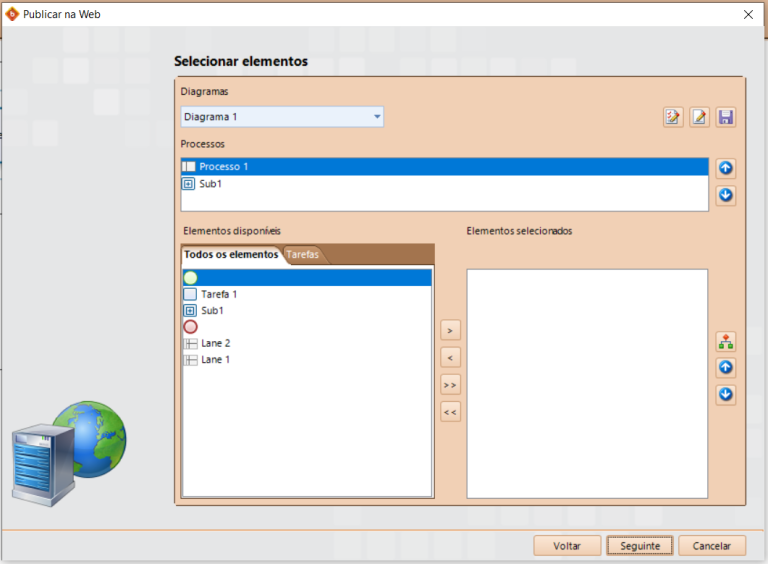 Publicar na Web
Selecionar elementos
Diagramas
Diagrama 1
Processos
Processo 1
Sub1
Elementos disponíveis
Elementos selecionados
Todos os elementos
Tarefas
Tarefa 1
Sub1
Lane 2
Lane 1
>
<
>>
<<
Voltar
Seguinte
Cancelar